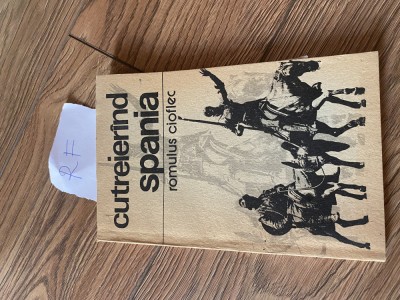 cutreierînd
spania
romulus cioflec
RF